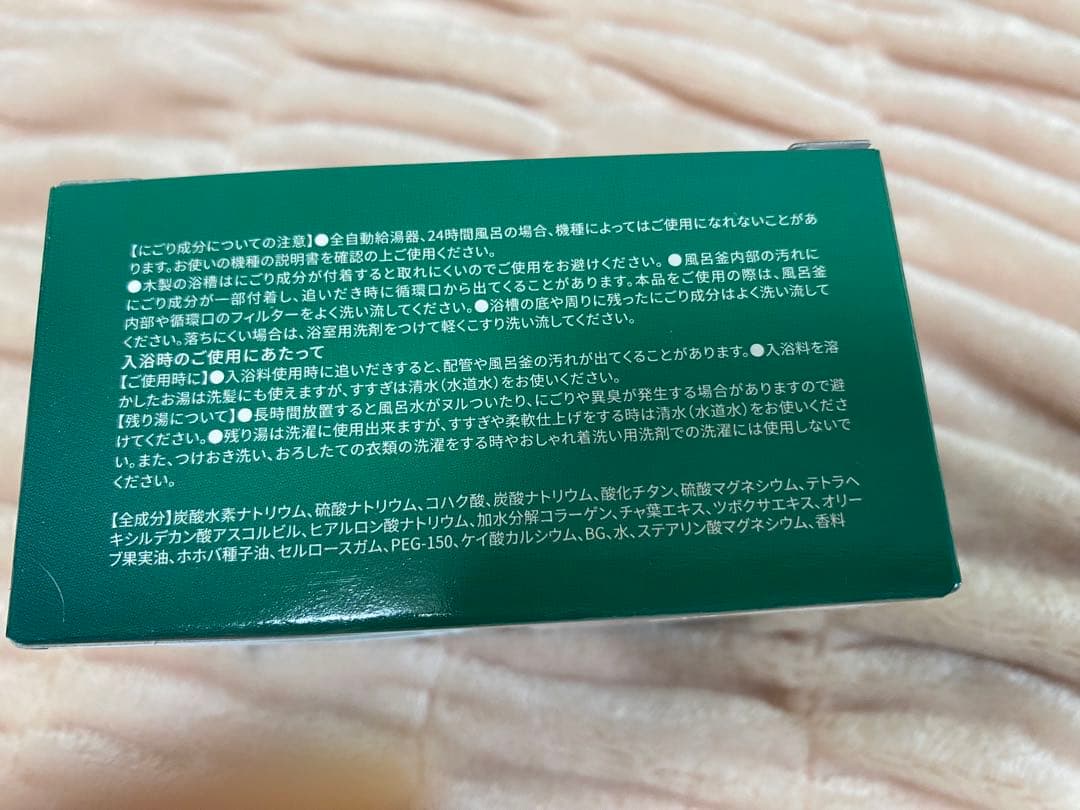 【にごり成分についての注意】●全自動給湯器、24時間風呂の場合、機種によってはご使用になれないことがあ
ります。お使いの機種の説明書を確認の上ご使用ください。
●木製の浴槽はにごり成分が付着すると取れにくいのでご使用をお避けください。●風呂釜内部の汚れに
にごり成分が一部付着し、追いだき時に循環口から出てくることがあります。本品をご使用の際は、風呂釜
内部や循環口のフィルターをよく洗い流してください。●浴槽の底や周りに残ったにごり成分はよく洗い流して
ください。落ちにくい場合は、浴室用洗剤をつけて軽くこすり洗い流してください。
入浴時のご使用にあたって
【ご使用時に】●入浴料使用時に追いだきすると、配管や風呂釜の汚れが出てくることがあります。●入浴料を溶
かしたお湯は洗髪にも使えますが、すすぎは清水（水道水）をお使いください。
【残り湯について】●長時間放置すると風呂水がヌルついたり、にごりや異臭が発生する場合がありますので避
けてください。●残り湯は洗濯に使用出来ますが、すすぎや柔軟仕上げをする時は清水（水道水）をお使いくださ
い。また、つけおき洗い、おろしたての衣類の洗濯をする時やおしゃれ着洗い用洗剤での洗濯には使用しないで
ください。
【全成分】炭酸水素ナトリウム、硫酸ナトリウム、コハク酸、炭酸ナトリウム、酸化チタン、硫酸マグネシウム、テトラヘ
キシルデカン酸アスコルビル、ヒアルロン酸ナトリウム、加水分解コラーゲン、チャ葉エキス、ツボクサエキス、オリー
ブ果実油、ホホバ種子油、セルロースガム、PEG-150、ケイ酸カルシウム、BG、水、ステアリン酸マグネシウム、香料